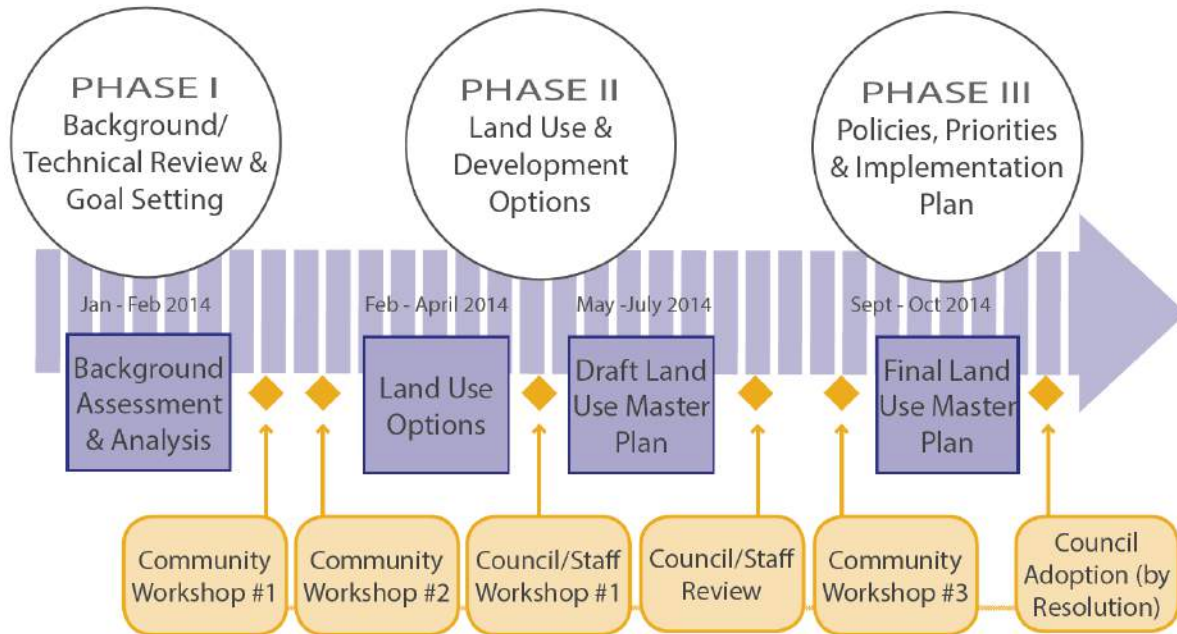 PHASE I
Background/
Technical Review &
Goal Setting
PHASE II
Land Use &
Development
Options
PHASE III
Policies, Priorities
& Implementation
Plan
Jan - Feb 2014
Feb - April 2014
May -July 2014
Sept - Oct 2014
Background
Assessment
& Analysis
Land Use
Options
Draft Land
Use Master
Plan
Final Land
Use Master
Plan
Community
Workshop #1
Community
Workshop #2
Council/Staff
Workshop #1
Council/Staff
Review
Community
Workshop #3
Council
Adoption (by
Resolution)